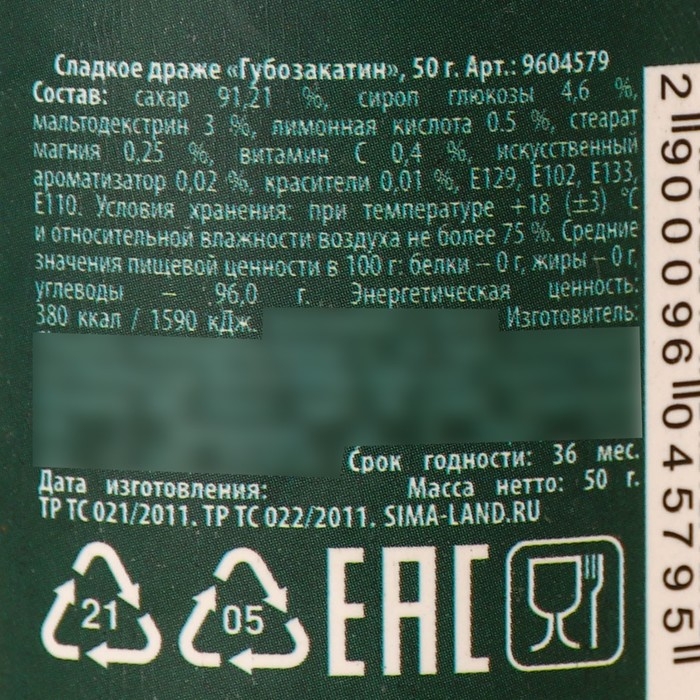 Сладкое драже «Губозакатин», 50 г. Арт.: 9604579
Состав: сахар 91,21 %, сироп глюкозы 4,6 %,
мальтодекстрин 3 %, лимонная кислота 0.5 %, стеарат
магния 0,25 %, витамин С 0,4 %, искусственный
ароматизатор 0,02 %, красители 0,01 %, Е129, Е102, Е133,
Е110. Условия хранения: при температуре +18 (±3) °С
и относительной влажности воздуха не более 75 %. Средние
значения пищевой ценности в 100 г: белки – 0 г, жиры – 0 г,
углеводы – 96,0 г. Энергетическая ценность:
380 ккал / 1590 кДж. Изготовитель:
Срок годности: 36 мес.
Дата изготовления: Масса нетто: 50 г.
ТР ТС 021/2011. ТР ТС 022/2011. SIMA-LAND.RU
21 05 EAC
2 900096 045795